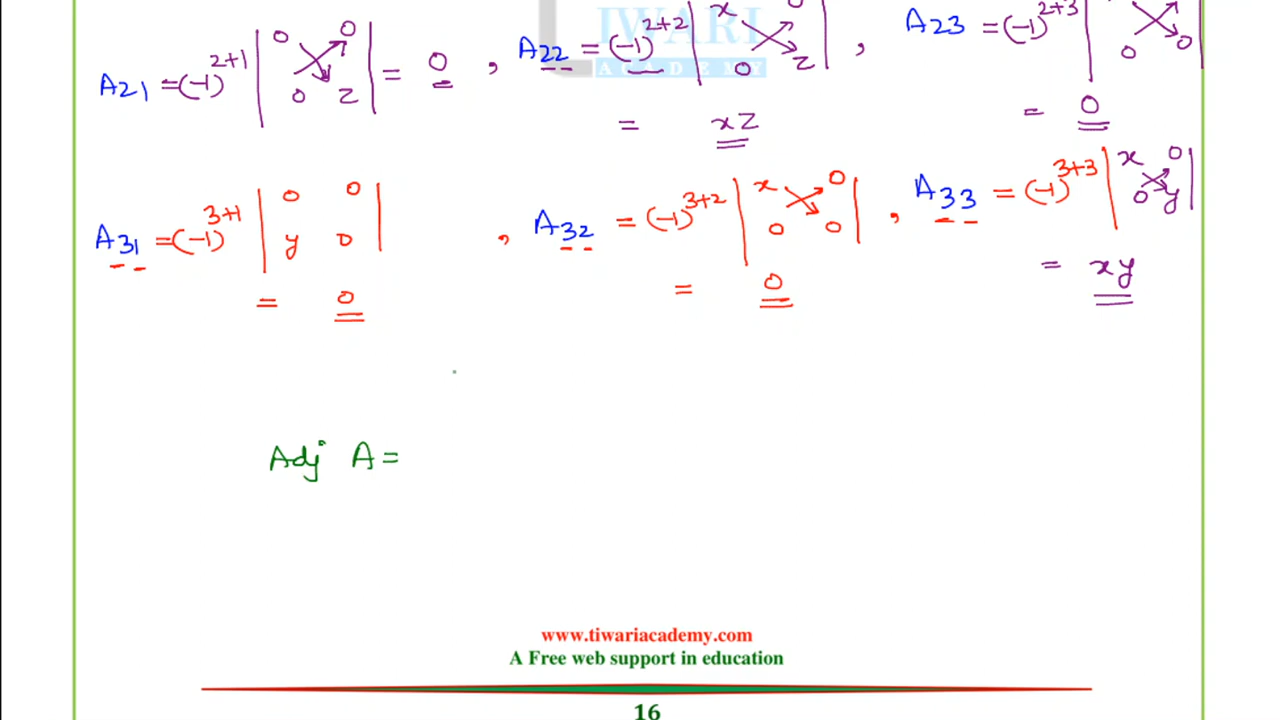 TIWARI
ACADEMY
A21 = (-1)^2+1 | 0 0 | = 0 , A22 = (-1)^2+2 | x 0 | , A23 = (-1)^2+3
0 z 0 z 0 0
= xz = 0
A31 = (-1)^3+1 | 0 0 | , A32 = (-1)^3+2 | x 0 | , A33 = (-1)^3+3 | x 0 |
y 0 0 0 0 y
= 0 = 0 = xy
Adj A =
www.tiwariacademy.com
A Free web support in education
16